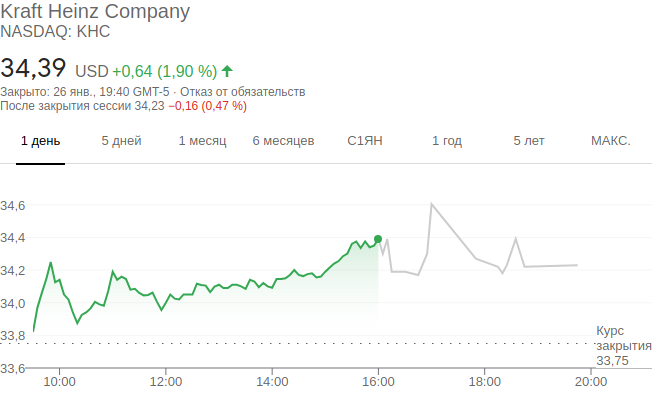 Kraft Heinz Company
NASDAQ: KHC
34,39 USD +0,64 (1,90 %)
Закрыто: 26 янв., 19:40 GMT-5 · Отказ от обязательств
После закрытия сессии 34,23 −0,16 (0,47 %)
1 день 5 дней 1 месяц 6 месяцев С1ЯН 1 год 5 лет МАКС.
34,6
34,4
34,2
34,0
33,8
Курс
закрытия
33,75
33,6
10:00 12:00 14:00 16:00 18:00 20:00